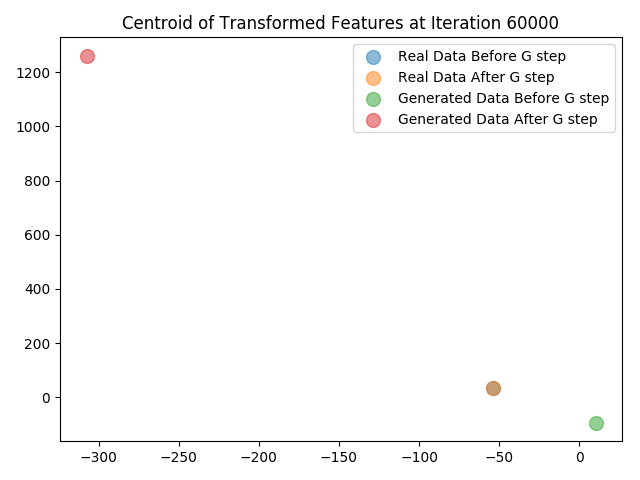 Centroid of Transformed Features at Iteration 60000
Real Data Before G step
Real Data After G step
Generated Data Before G step
Generated Data After G step
1200
1000
800
600
400
200
0
−300 −250 −200 −150 −100 −50 0